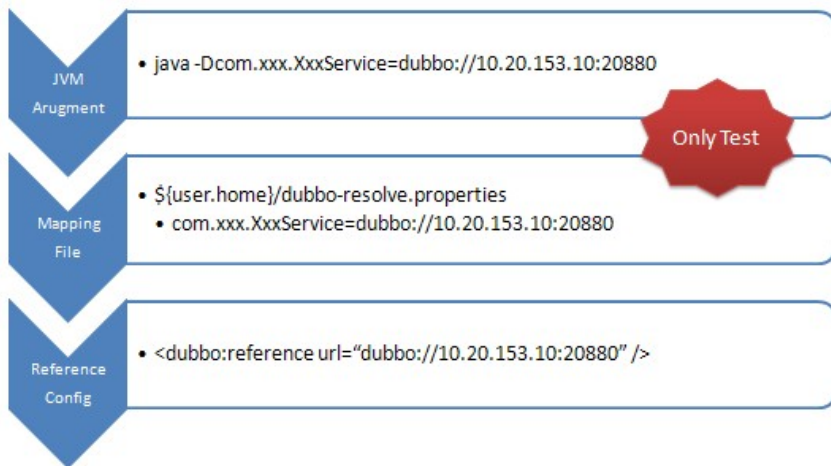 JVM
Arugment
• java -Dcom.xxx.XxxService=dubbo://10.20.153.10:20880
Only Test
Mapping
File
• ${user.home}/dubbo-resolve.properties
• com.xxx.XxxService=dubbo://10.20.153.10:20880
Reference
Config
• <dubbo:reference url=“dubbo://10.20.153.10:20880” />